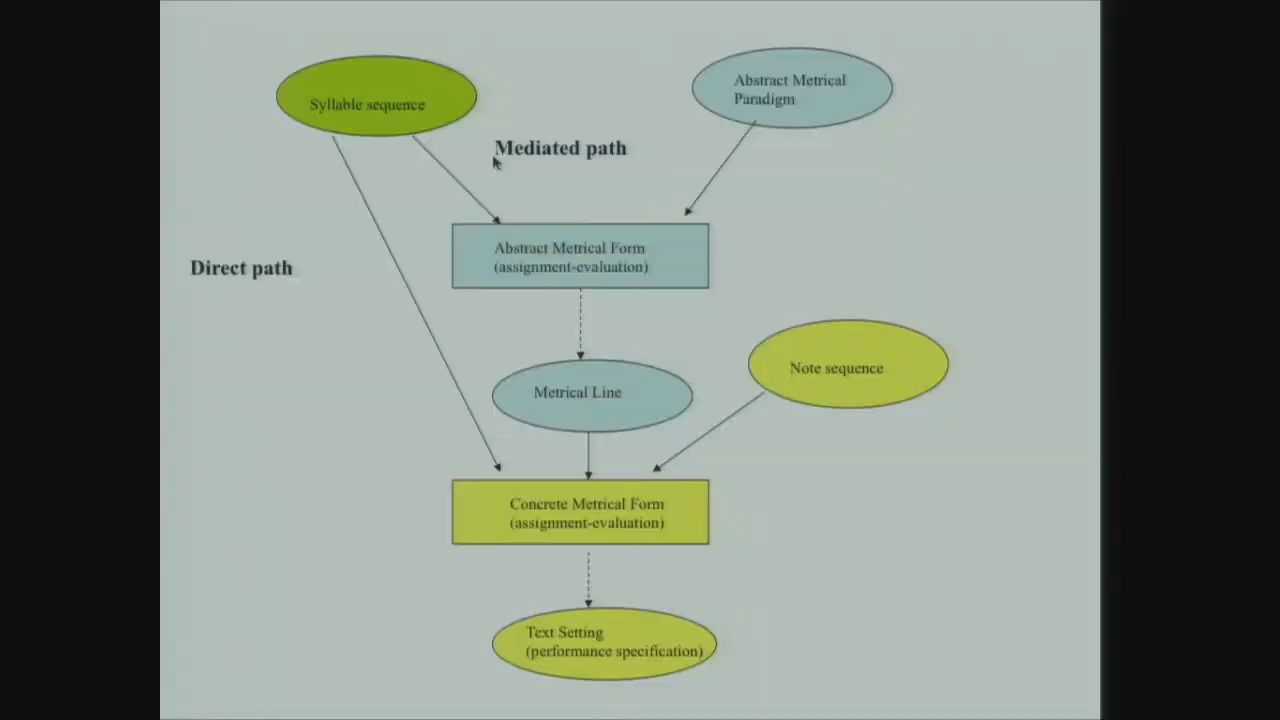 Syllable sequence
Abstract Metrical
Paradigm
Mediated path
Abstract Metrical Form
(assignment-evaluation)
Direct path
Metrical Line
Note sequence
Concrete Metrical Form
(assignment-evaluation)
Text Setting
(performance specification)